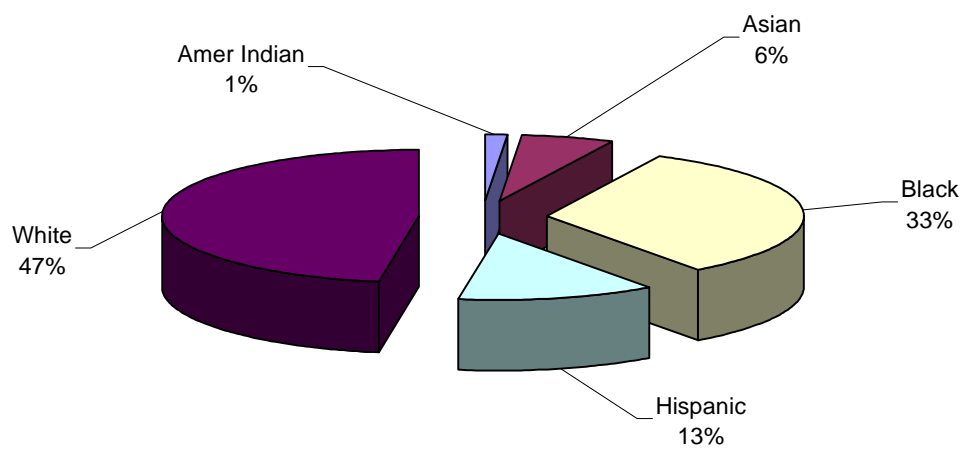 Asian
6%
Amer Indian
1%
Black
33%
White
47%
Hispanic
13%